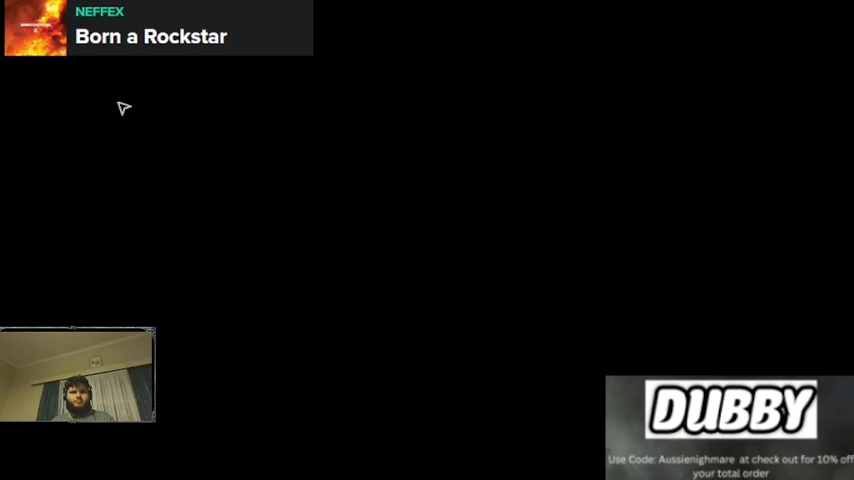 NEFFEX
Born a Rockstar
DUBBY
Use Code: Aussienighmare at check out for 10% off
your total order